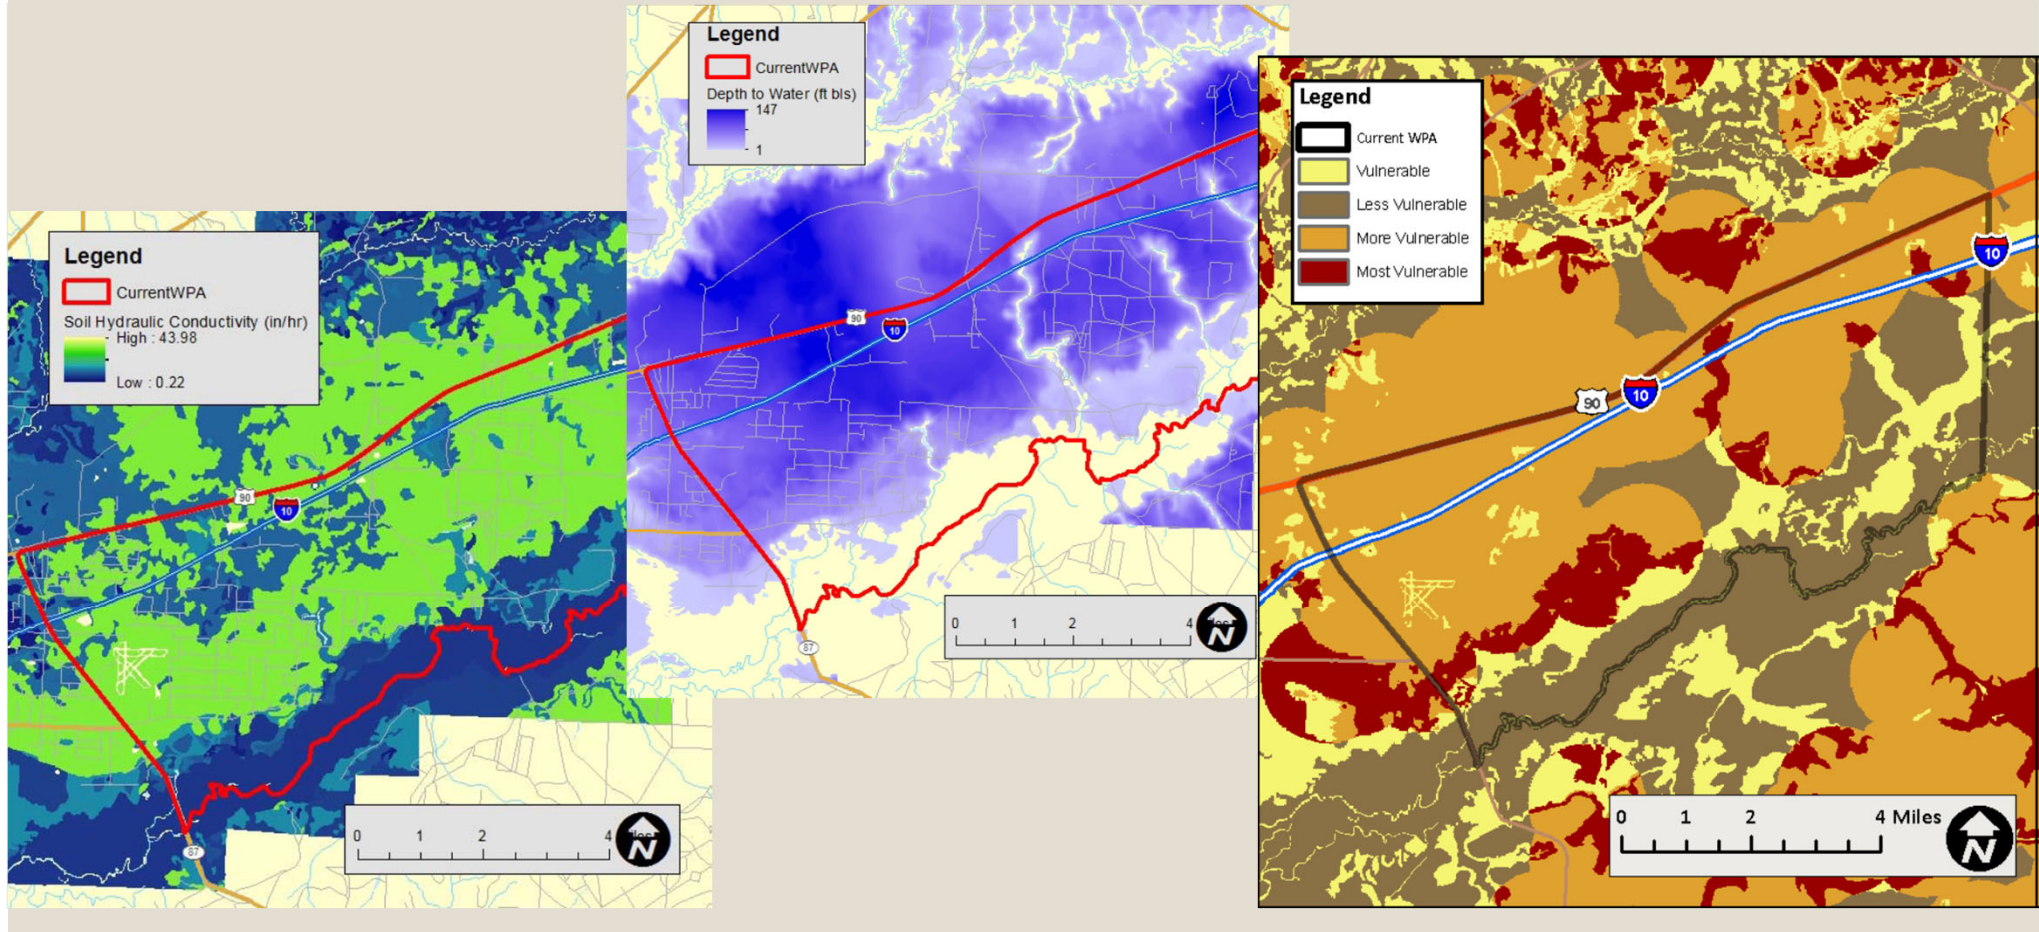 Legend
CurrentWPA
Soil Hydraulic Conductivity (in/hr)
High : 43.98
Low : 0.22
90
10
87
0 1 2 4
N
Legend
CurrentWPA
Depth to Water (ft bls)
147
1
90
10
87
0 1 2 4
N
Legend
Current WPA
Vulnerable
Less Vulnerable
More Vulnerable
Most Vulnerable
10
90
10
0 1 2 4 Miles
N